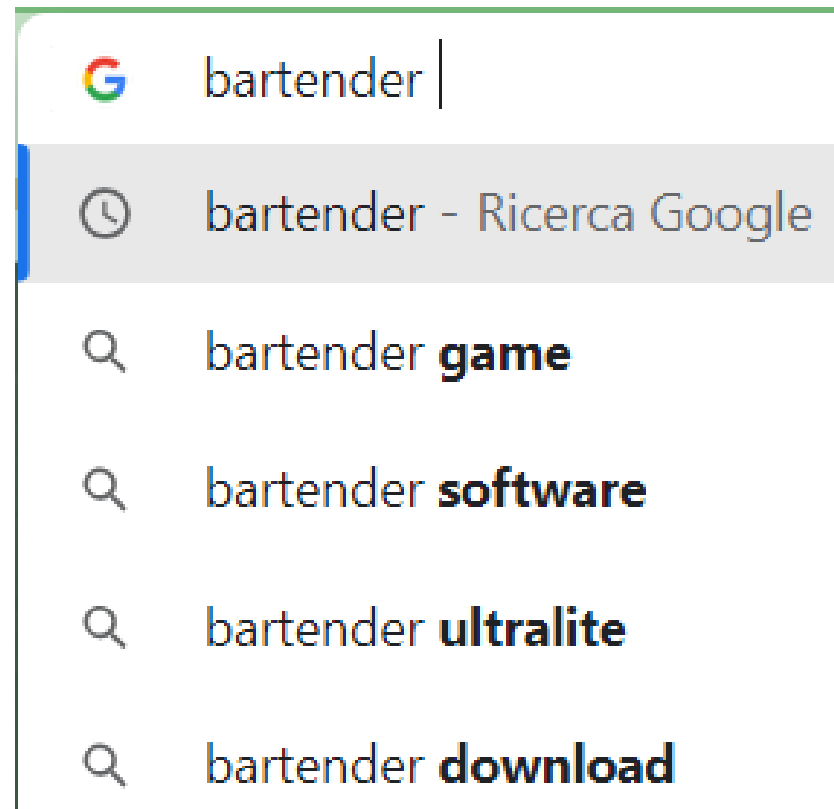 bartender
bartender - Ricerca Google
bartender game
bartender software
bartender ultralite
bartender download